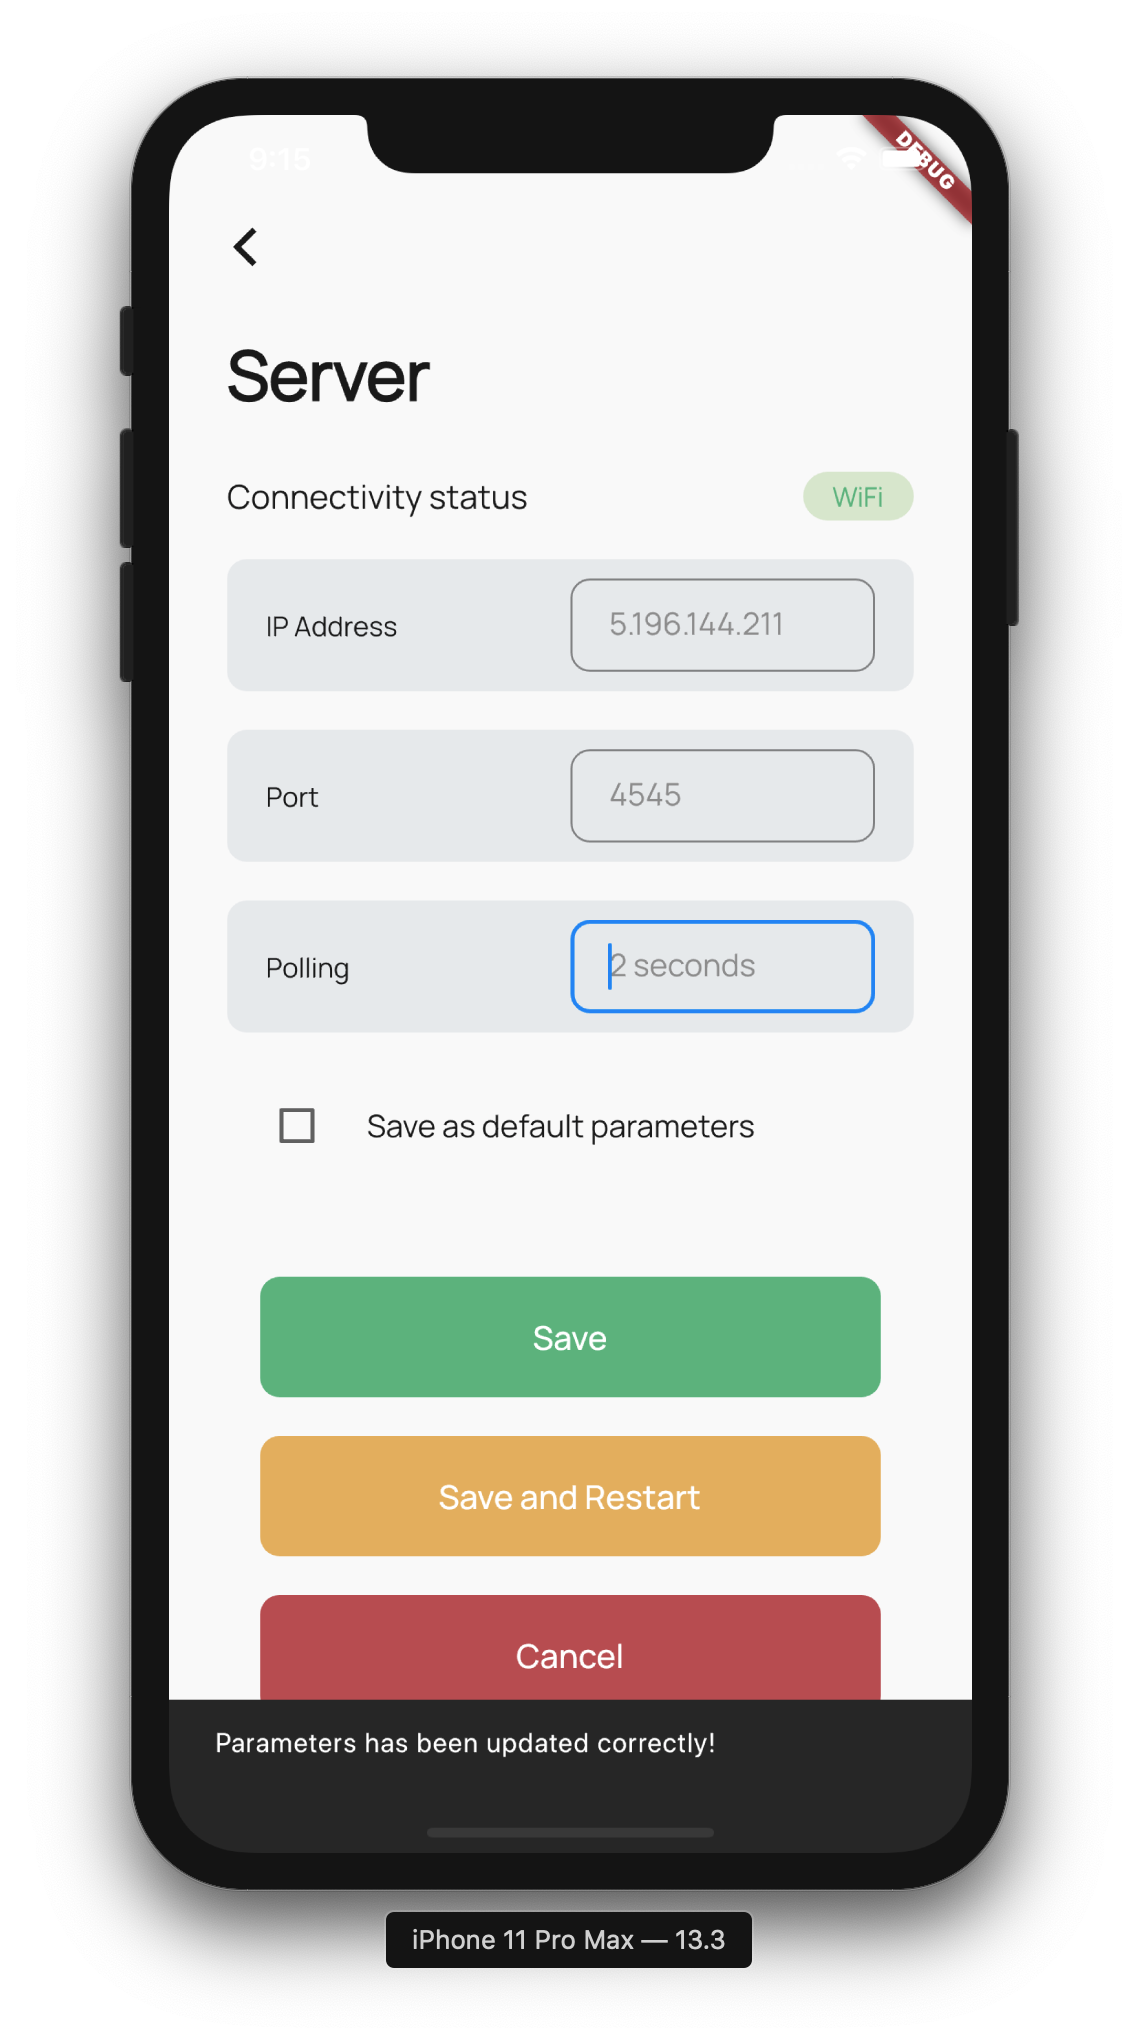 9:15
DEBUG
Server
Connectivity status
WiFi
IP Address
5.196.144.211
Port
4545
Polling
2 seconds
Save as default parameters
Save
Save and Restart
Cancel
Parameters has been updated correctly!
iPhone 11 Pro Max — 13.3